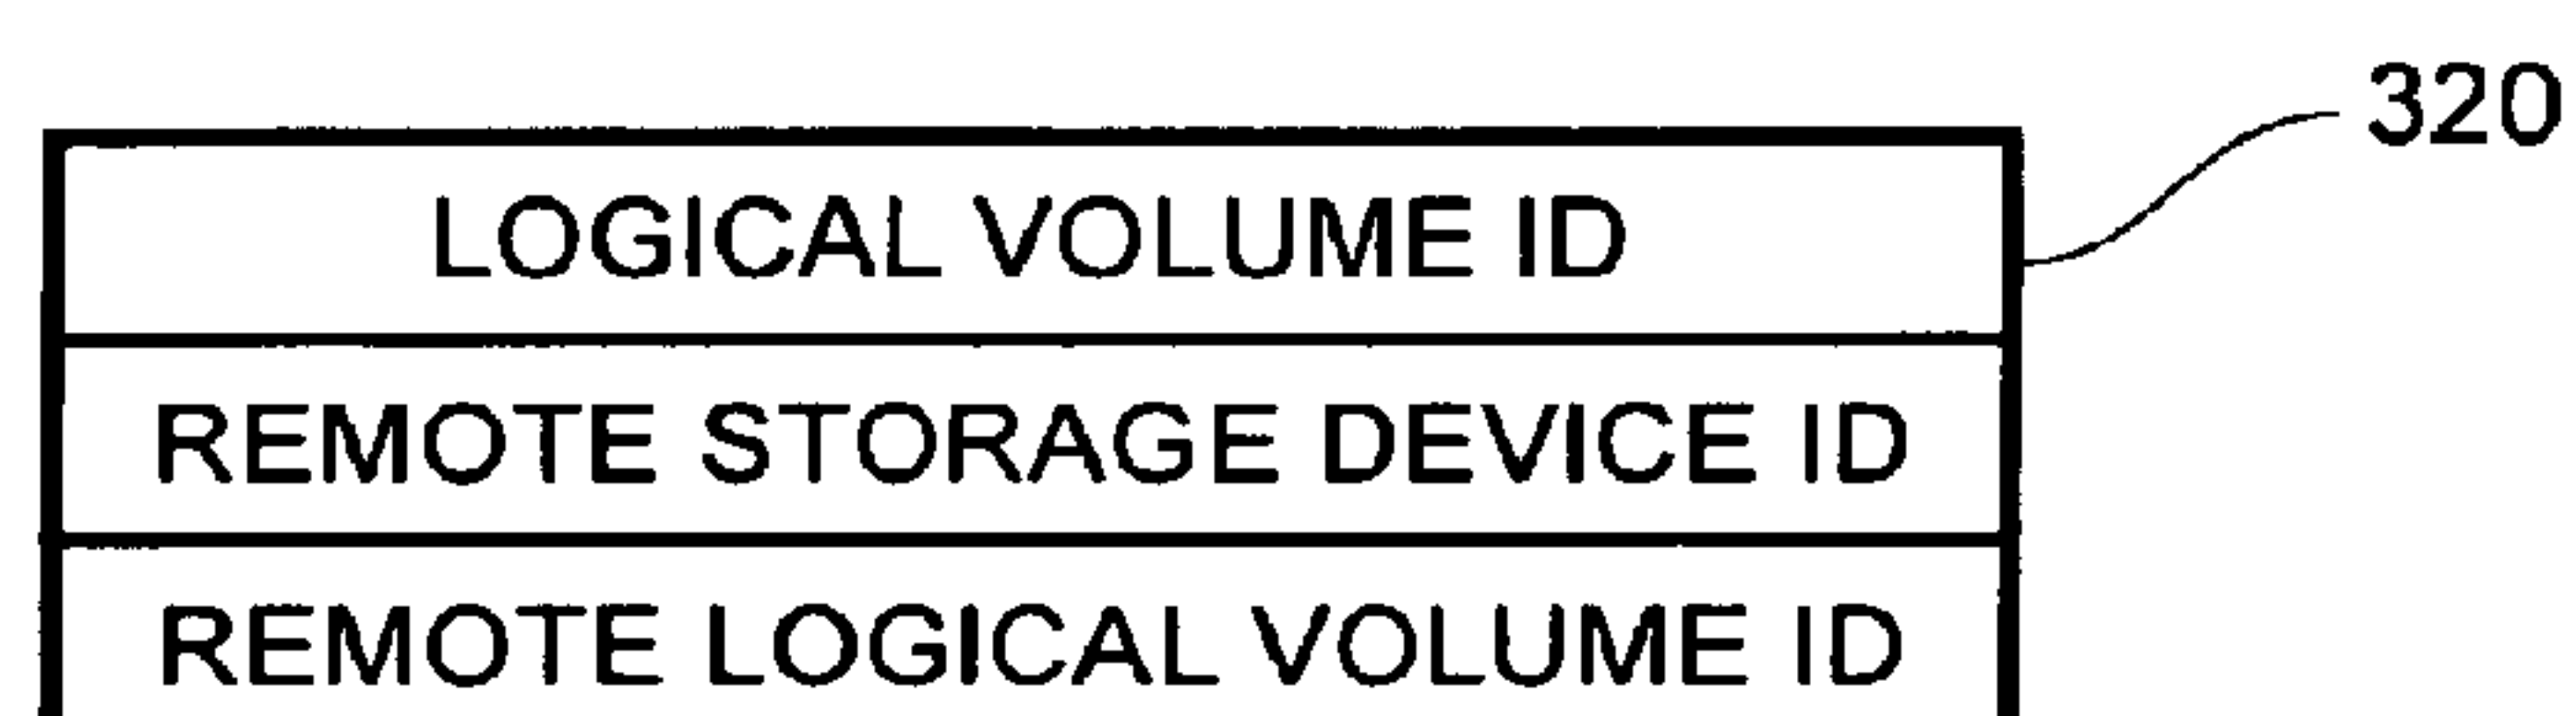 320
LOGICAL VOLUME ID
REMOTE STORAGE DEVICE ID
REMOTE LOGICAL VOLUME ID